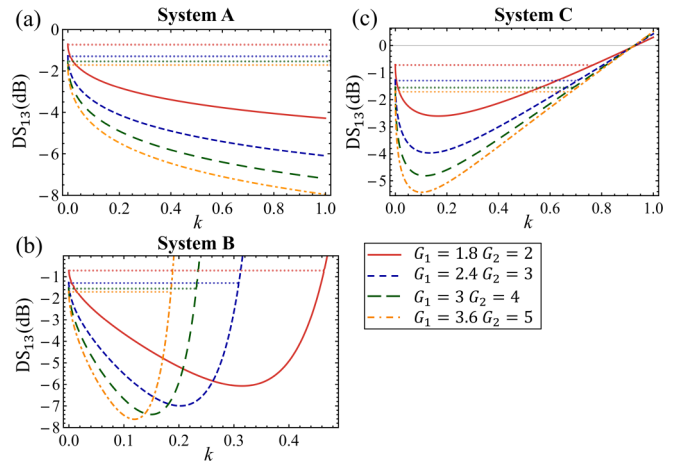 (a)
System A
0
−2
−4
−6
−8
DS13(dB)
0.0 0.2 0.4 0.6 0.8 1.0
k
(c)
System C
0
−1
−2
−3
−4
−5
DS13(dB)
0.0 0.2 0.4 0.6 0.8 1.0
k
(b)
System B
−1
−2
−3
−4
−5
−6
−7
−8
DS13(dB)
0.0 0.1 0.2 0.3 0.4
k
G1 = 1.8 G2 = 2
G1 = 2.4 G2 = 3
G1 = 3 G2 = 4
G1 = 3.6 G2 = 5